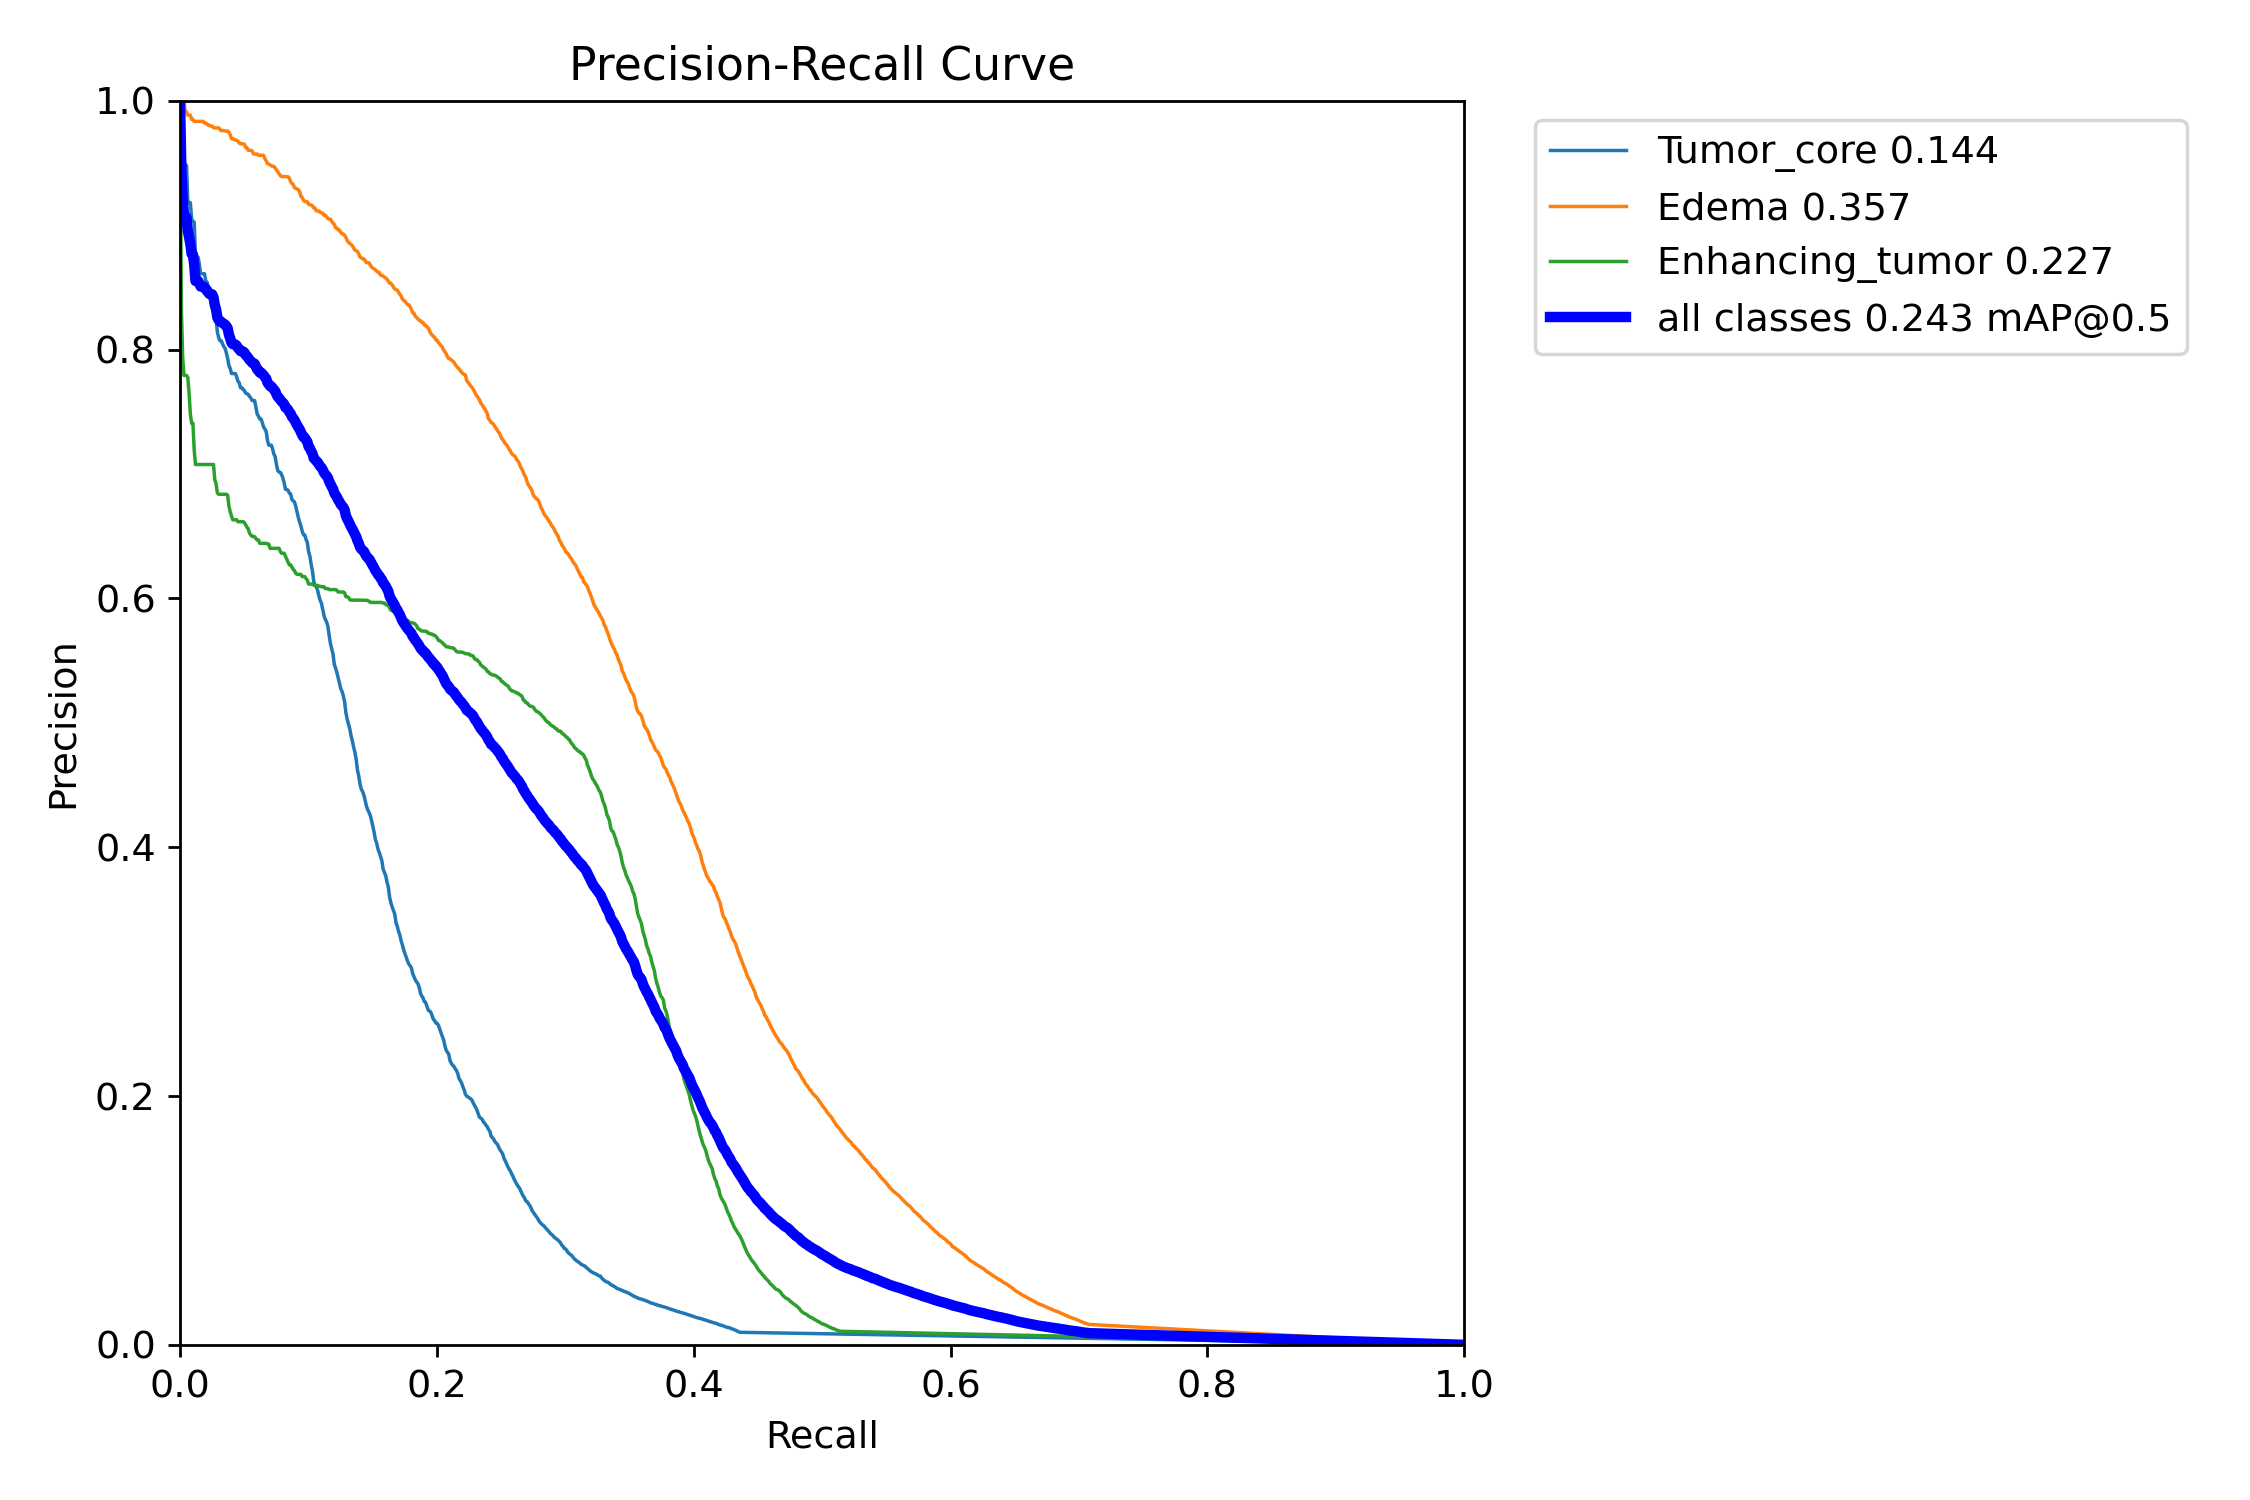 Precision-Recall Curve
1.0
0.8
0.6
0.4
0.2
0.0
Precision
0.0 0.2 0.4 0.6 0.8 1.0
Recall
Tumor_core 0.144
Edema 0.357
Enhancing_tumor 0.227
all classes 0.243 mAP@0.5